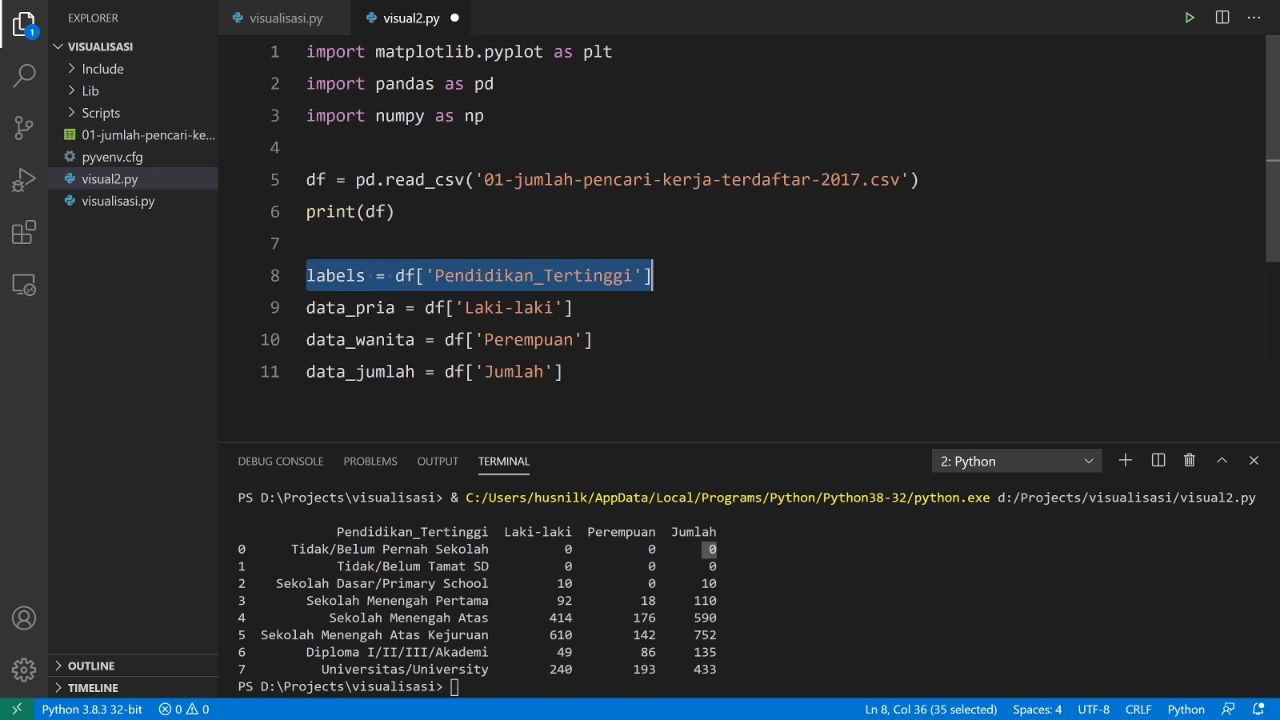 EXPLORER
visualisasi.py
visual2.py
VISUALISASI
Include
Lib
Scripts
01-jumlah-pencari-ke...
pyvenv.cfg
visual2.py
visualisasi.py
OUTLINE
TIMELINE
1
1 import matplotlib.pyplot as plt
2 import pandas as pd
3 import numpy as np
4
5 df = pd.read_csv('01-jumlah-pencari-kerja-terdaftar-2017.csv')
6 print(df)
7
8 labels = df['Pendidikan_Tertinggi']
9 data_pria = df['Laki-laki']
10 data_wanita = df['Perempuan']
11 data_jumlah = df['Jumlah']
DEBUG CONSOLE PROBLEMS OUTPUT TERMINAL 2: Python
PS D:\Projects\visualisasi> & C:/Users/husnilk/AppData/Local/Programs/Python/Python38-32/python.exe d:/Projects/visualisasi/visual2.py
Pendidikan_Tertinggi Laki-laki Perempuan Jumlah
0 Tidak/Belum Pernah Sekolah 0 0 0
1 Tidak/Belum Tamat SD 0 0 0
2 Sekolah Dasar/Primary School 10 0 10
3 Sekolah Menengah Pertama 92 18 110
4 Sekolah Menengah Atas 414 176 590
5 Sekolah Menengah Atas Kejuruan 610 142 752
6 Diploma I/II/III/Akademi 49 86 135
7 Universitas/University 240 193 433
PS D:\Projects\visualisasi>
Python 3.8.3 32-bit 0 0 Ln 8, Col 36 (35 selected) Spaces: 4 UTF-8 CRLF Python